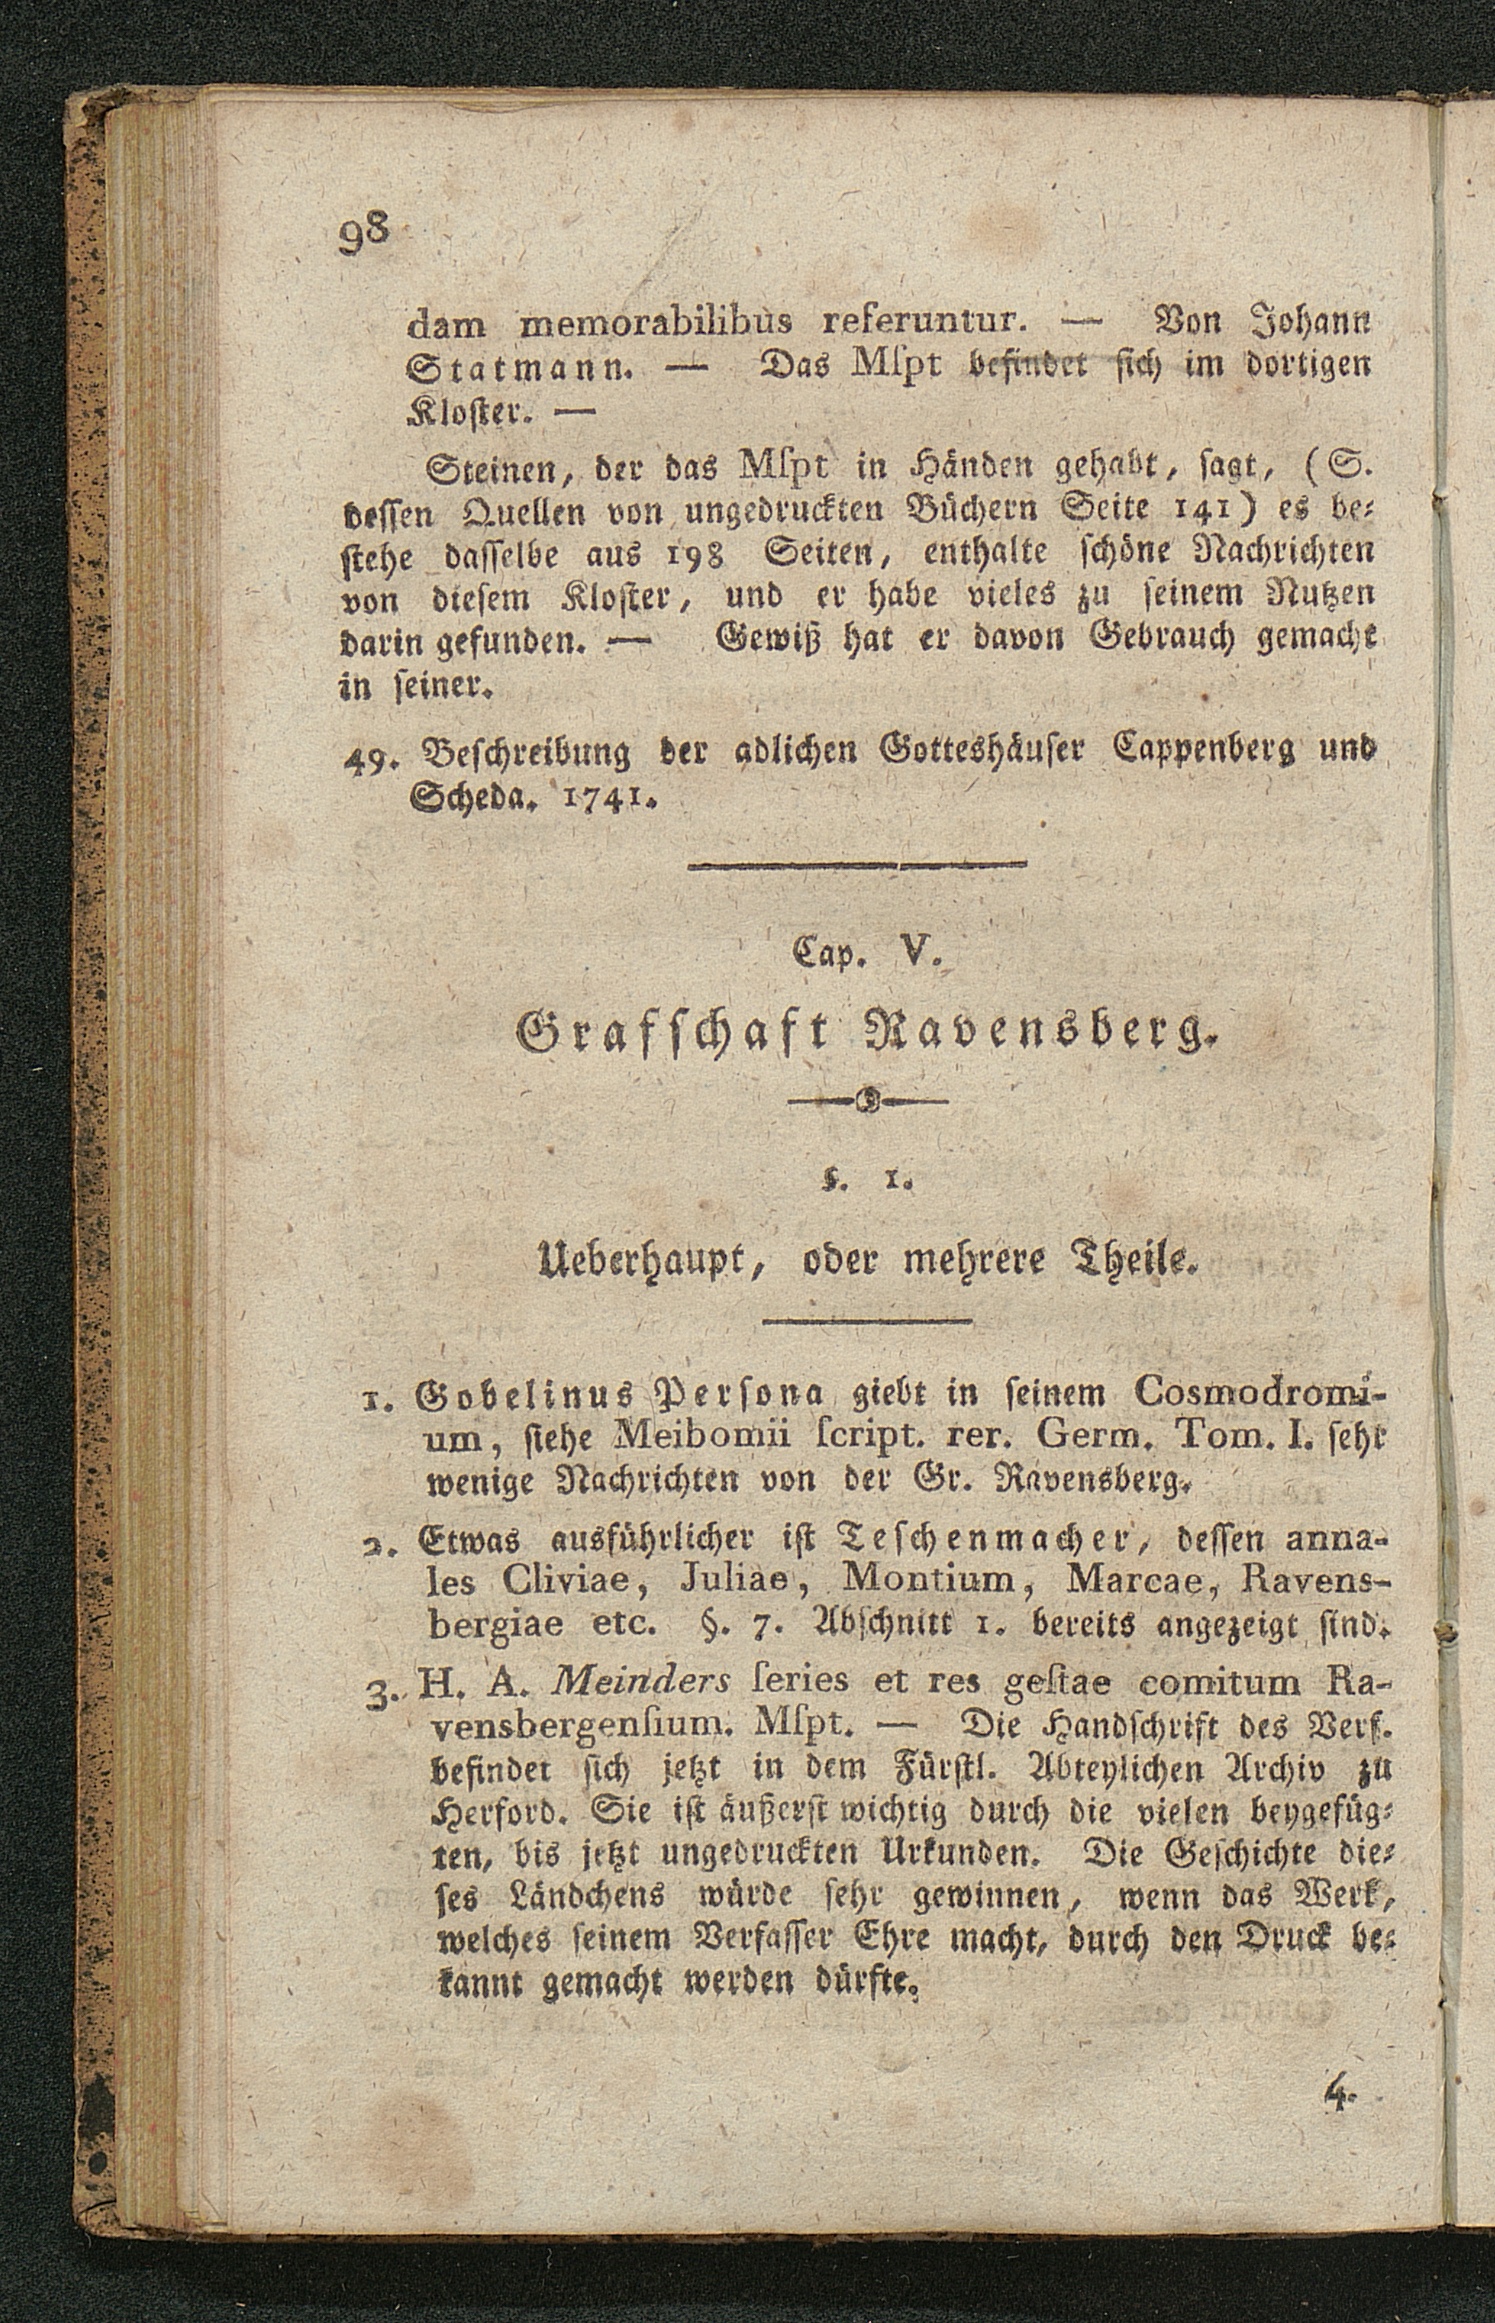 98
dam memorabilibus referuntur. — Von Johann
Statmann. — Das Mſpt befindet ſich im dortigen
Kloſter. —
Steinen, der das Mſpt in Händen gehabt, ſagt, (S.
deſſen Quellen von ungedruckten Büchern Seite 141) es be⸗
ſtehe daſſelbe aus 198 Seiten, enthalte ſchöne Nachrichten
von dieſem Kloſter, und er habe vieles zu ſeinem Nutzen
darin gefunden. — Gewiß hat er davon Gebrauch gemacht
in ſeiner.
49. Beſchreibung der adlichen Gotteshäuſer Cappenberg und
Scheda. 1741.
Cap. V.
Grafſchaft Ravensberg.
§. 1.
Ueberhaupt, oder mehrere Theile.
1. Gobelinus Perſona giebt in ſeinem Cosmodromi-
um, ſiehe Meibomii ſcript. rer. Germ. Tom. I. ſehr
wenige Nachrichten von der Gr. Ravensberg.
2. Etwas ausführlicher iſt Teſchenmacher, deſſen anna-
les Cliviae, Juliae, Montium, Marcae, Ravens-
bergiae etc. §. 7. Abſchnitt 1. bereits angezeigt ſind.
3. H. A. Meinders ſeries et res geſtae comitum Ra-
vensbergenſium. Mſpt. — Die Handſchrift des Verf.
befindet ſich jetzt in dem Fürſtl. Abteylichen Archiv zu
Herford. Sie iſt äußerſt wichtig durch die vielen beygefüg⸗
ten, bis jetzt ungedruckten Urkunden. Die Geſchichte die⸗
ſes Ländchens würde ſehr gewinnen, wenn das Werk,
welches ſeinem Verfaſſer Ehre macht, durch den Druck be⸗
kannt gemacht werden dürfte.
4.